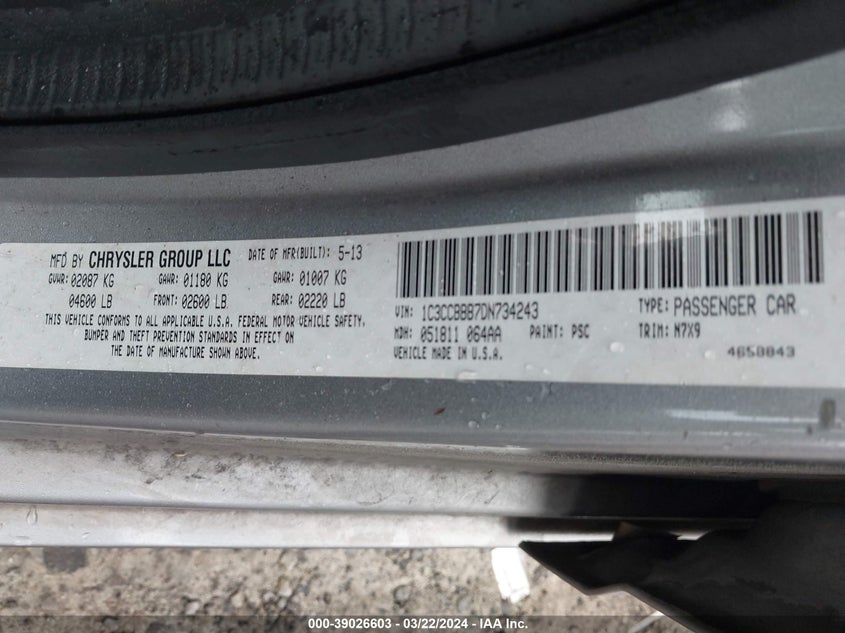 MFD BY CHRYSLER GROUP LLC DATE OF MFR(BUILT): 5-13
GVWR: 02087 KG GAWR: 01180 KG GAWR: 01007 KG
04600 LB FRONT: 02600 LB REAR: 02220 LB
THIS VEHICLE CONFORMS TO ALL APPLICABLE U.S.A. FEDERAL MOTOR VEHICLE SAFETY,
BUMPER AND THEFT PREVENTION STANDARDS IN EFFECT ON
THE DATE OF MANUFACTURE SHOWN ABOVE.
VIN: 1C3CCBBB7DN734243 TYPE: PASSENGER CAR
MDH: 051811 064AA PAINT: PSC TRIM: N7X9
VEHICLE MADE IN U.S.A. 4658843
000-39026603 - 03/22/2024 - IAA Inc.